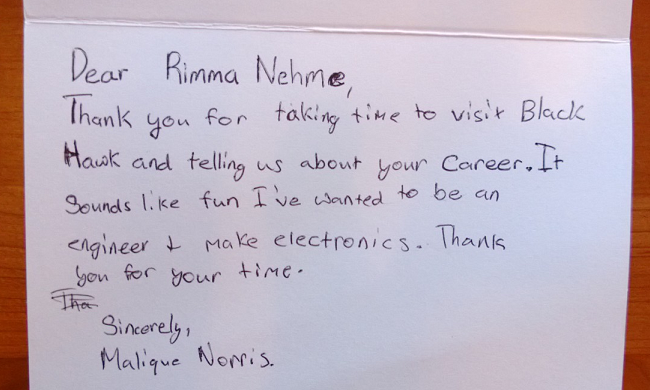 Dear Rimma Nehme,
Thank you for taking time to visit Black
Hawk and telling us about your career. It
sounds like fun I've wanted to be an
engineer & make electronics. Thank
you for your time.
Tha
Sincerely,
Malique Norris.